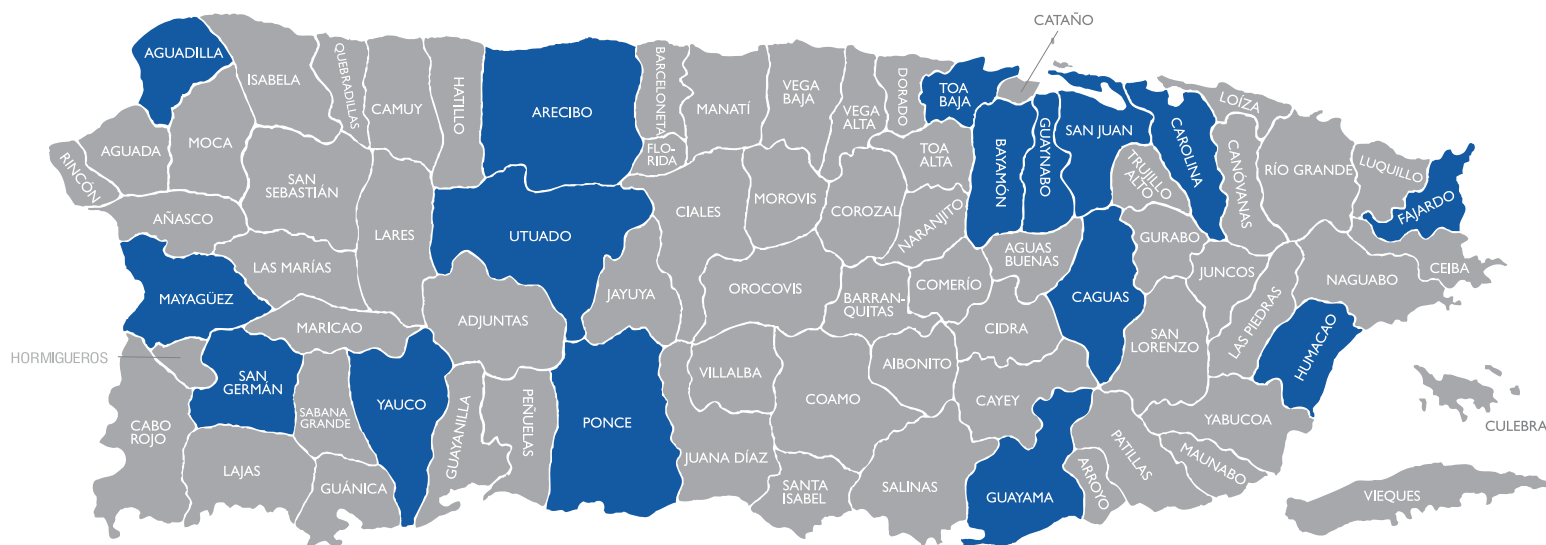 CATAÑO
AGUADILLA
ISABELA
QUEBRADILLAS
CAMUY
HATILLO
ARECIBO
BARCELONETA
MANATÍ
VEGA
BAJA
VEGA
ALTA
DORADO
TOA
BAJA
LOÍZA
RINCÓN
AGUADA
MOCA
SAN
SEBASTIÁN
FLO-
RIDA
TOA
ALTA
BAYAMÓN
GUAYNABO
SAN JUAN
TRUJILLO
ALTO
CAROLINA
CANÓVANAS
RÍO GRANDE
LUQUILLO
FAJARDO
AÑASCO
LARES
UTUADO
CIALES
MOROVIS
COROZAL
NARANJITO
AGUAS
BUENAS
GURABO
CEIBA
LAS MARÍAS
MAYAGÜEZ
JAYUYA
OROCOVIS
BARRAN-
QUITAS
COMERÍO
CAGUAS
JUNCOS
LAS PIEDRAS
NAGUABO
MARICAO
ADJUNTAS
CIDRA
SAN
LORENZO
HUMACAO
HORMIGUEROS
SAN
GERMÁN
SABANA
GRANDE
YAUCO
GUAYANILLA
PEÑUELAS
PONCE
VILLALBA
COAMO
AIBONITO
CAYEY
YABUCOA
CULEBRA
CABO
ROJO
LAJAS
GUÁNICA
JUANA DÍAZ
SANTA
ISABEL
SALINAS
GUAYAMA
ARROYO
PATILLAS
MAUNABO
VIEQUES